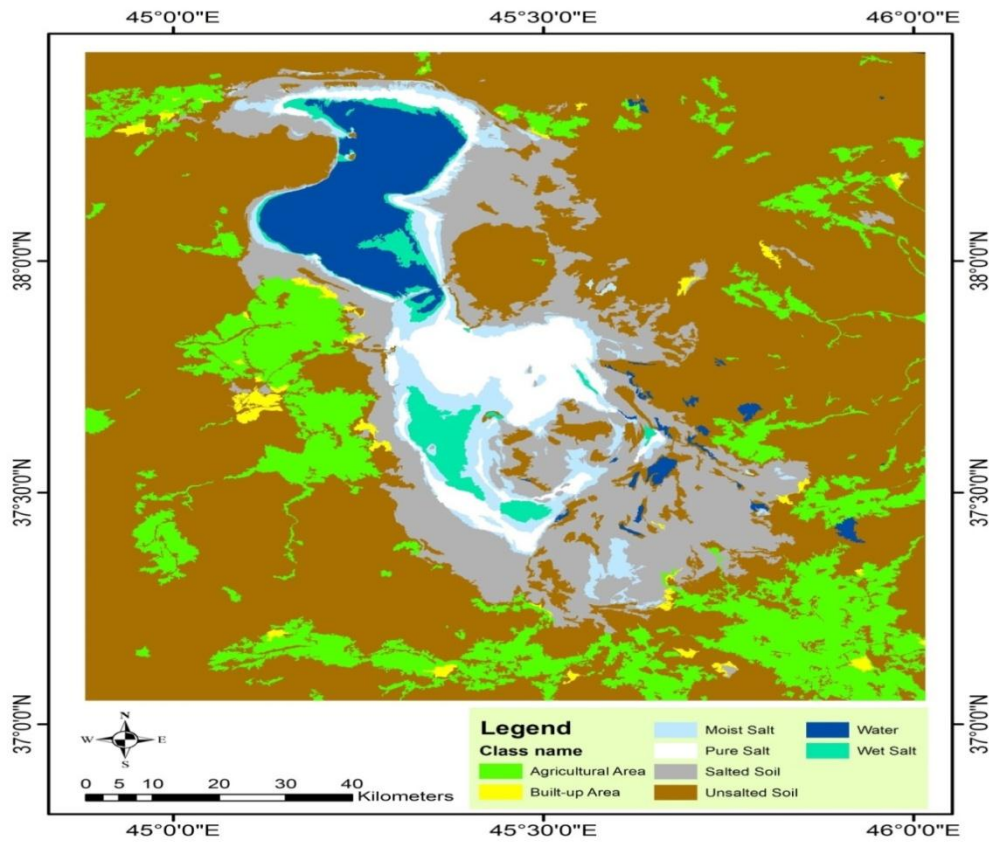 45°0'0"E 45°30'0"E 46°0'0"E
38°0'0"N 38°0'0"N
37°30'0"N 37°30'0"N
37°0'0"N 37°0'0"N
N
W E
S
0 5 10 20 30 40
Kilometers
Legend
Class name
Agricultural Area
Built-up Area
Moist Salt
Pure Salt
Salted Soil
Unsalted Soil
Water
Wet Salt
45°0'0"E 45°30'0"E 46°0'0"E